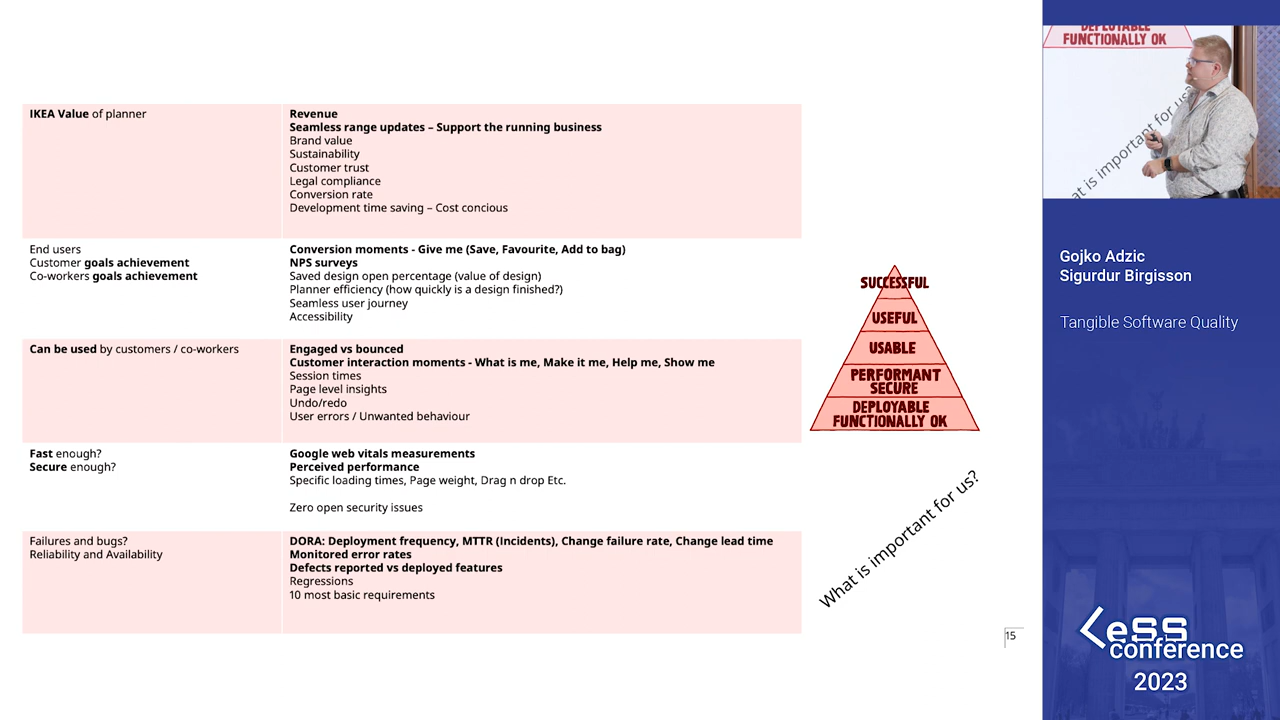 IKEA Value of planner
Revenue
Seamless range updates – Support the running business
Brand value
Sustainability
Customer trust
Legal compliance
Conversion rate
Development time saving – Cost concious
End users
Customer goals achievement
Co-workers goals achievement
Conversion moments - Give me (Save, Favourite, Add to bag)
NPS surveys
Saved design open percentage (value of design)
Planner efficiency (how quickly is a design finished?)
Seamless user journey
Accessibility
Can be used by customers / co-workers
Engaged vs bounced
Customer interaction moments - What is me, Make it me, Help me, Show me
Session times
Page level insights
Undo/redo
User errors / Unwanted behaviour
Fast enough?
Secure enough?
Google web vitals measurements
Perceived performance
Specific loading times, Page weight, Drag n drop Etc.
Zero open security issues
Failures and bugs?
Reliability and Availability
DORA: Deployment frequency, MTTR (Incidents), Change failure rate, Change lead time
Monitored error rates
Defects reported vs deployed features
Regressions
10 most basic requirements
SUCCESSFUL
USEFUL
USABLE
PERFORMANT
SECURE
DEPLOYABLE
FUNCTIONALLY OK
What is important for us?
15
DEPLOYABLE
FUNCTIONALLY OK
at is important for us?
Gojko Adzic
Sigurdur Birgisson
Tangible Software Quality
LeSS
conference
2023